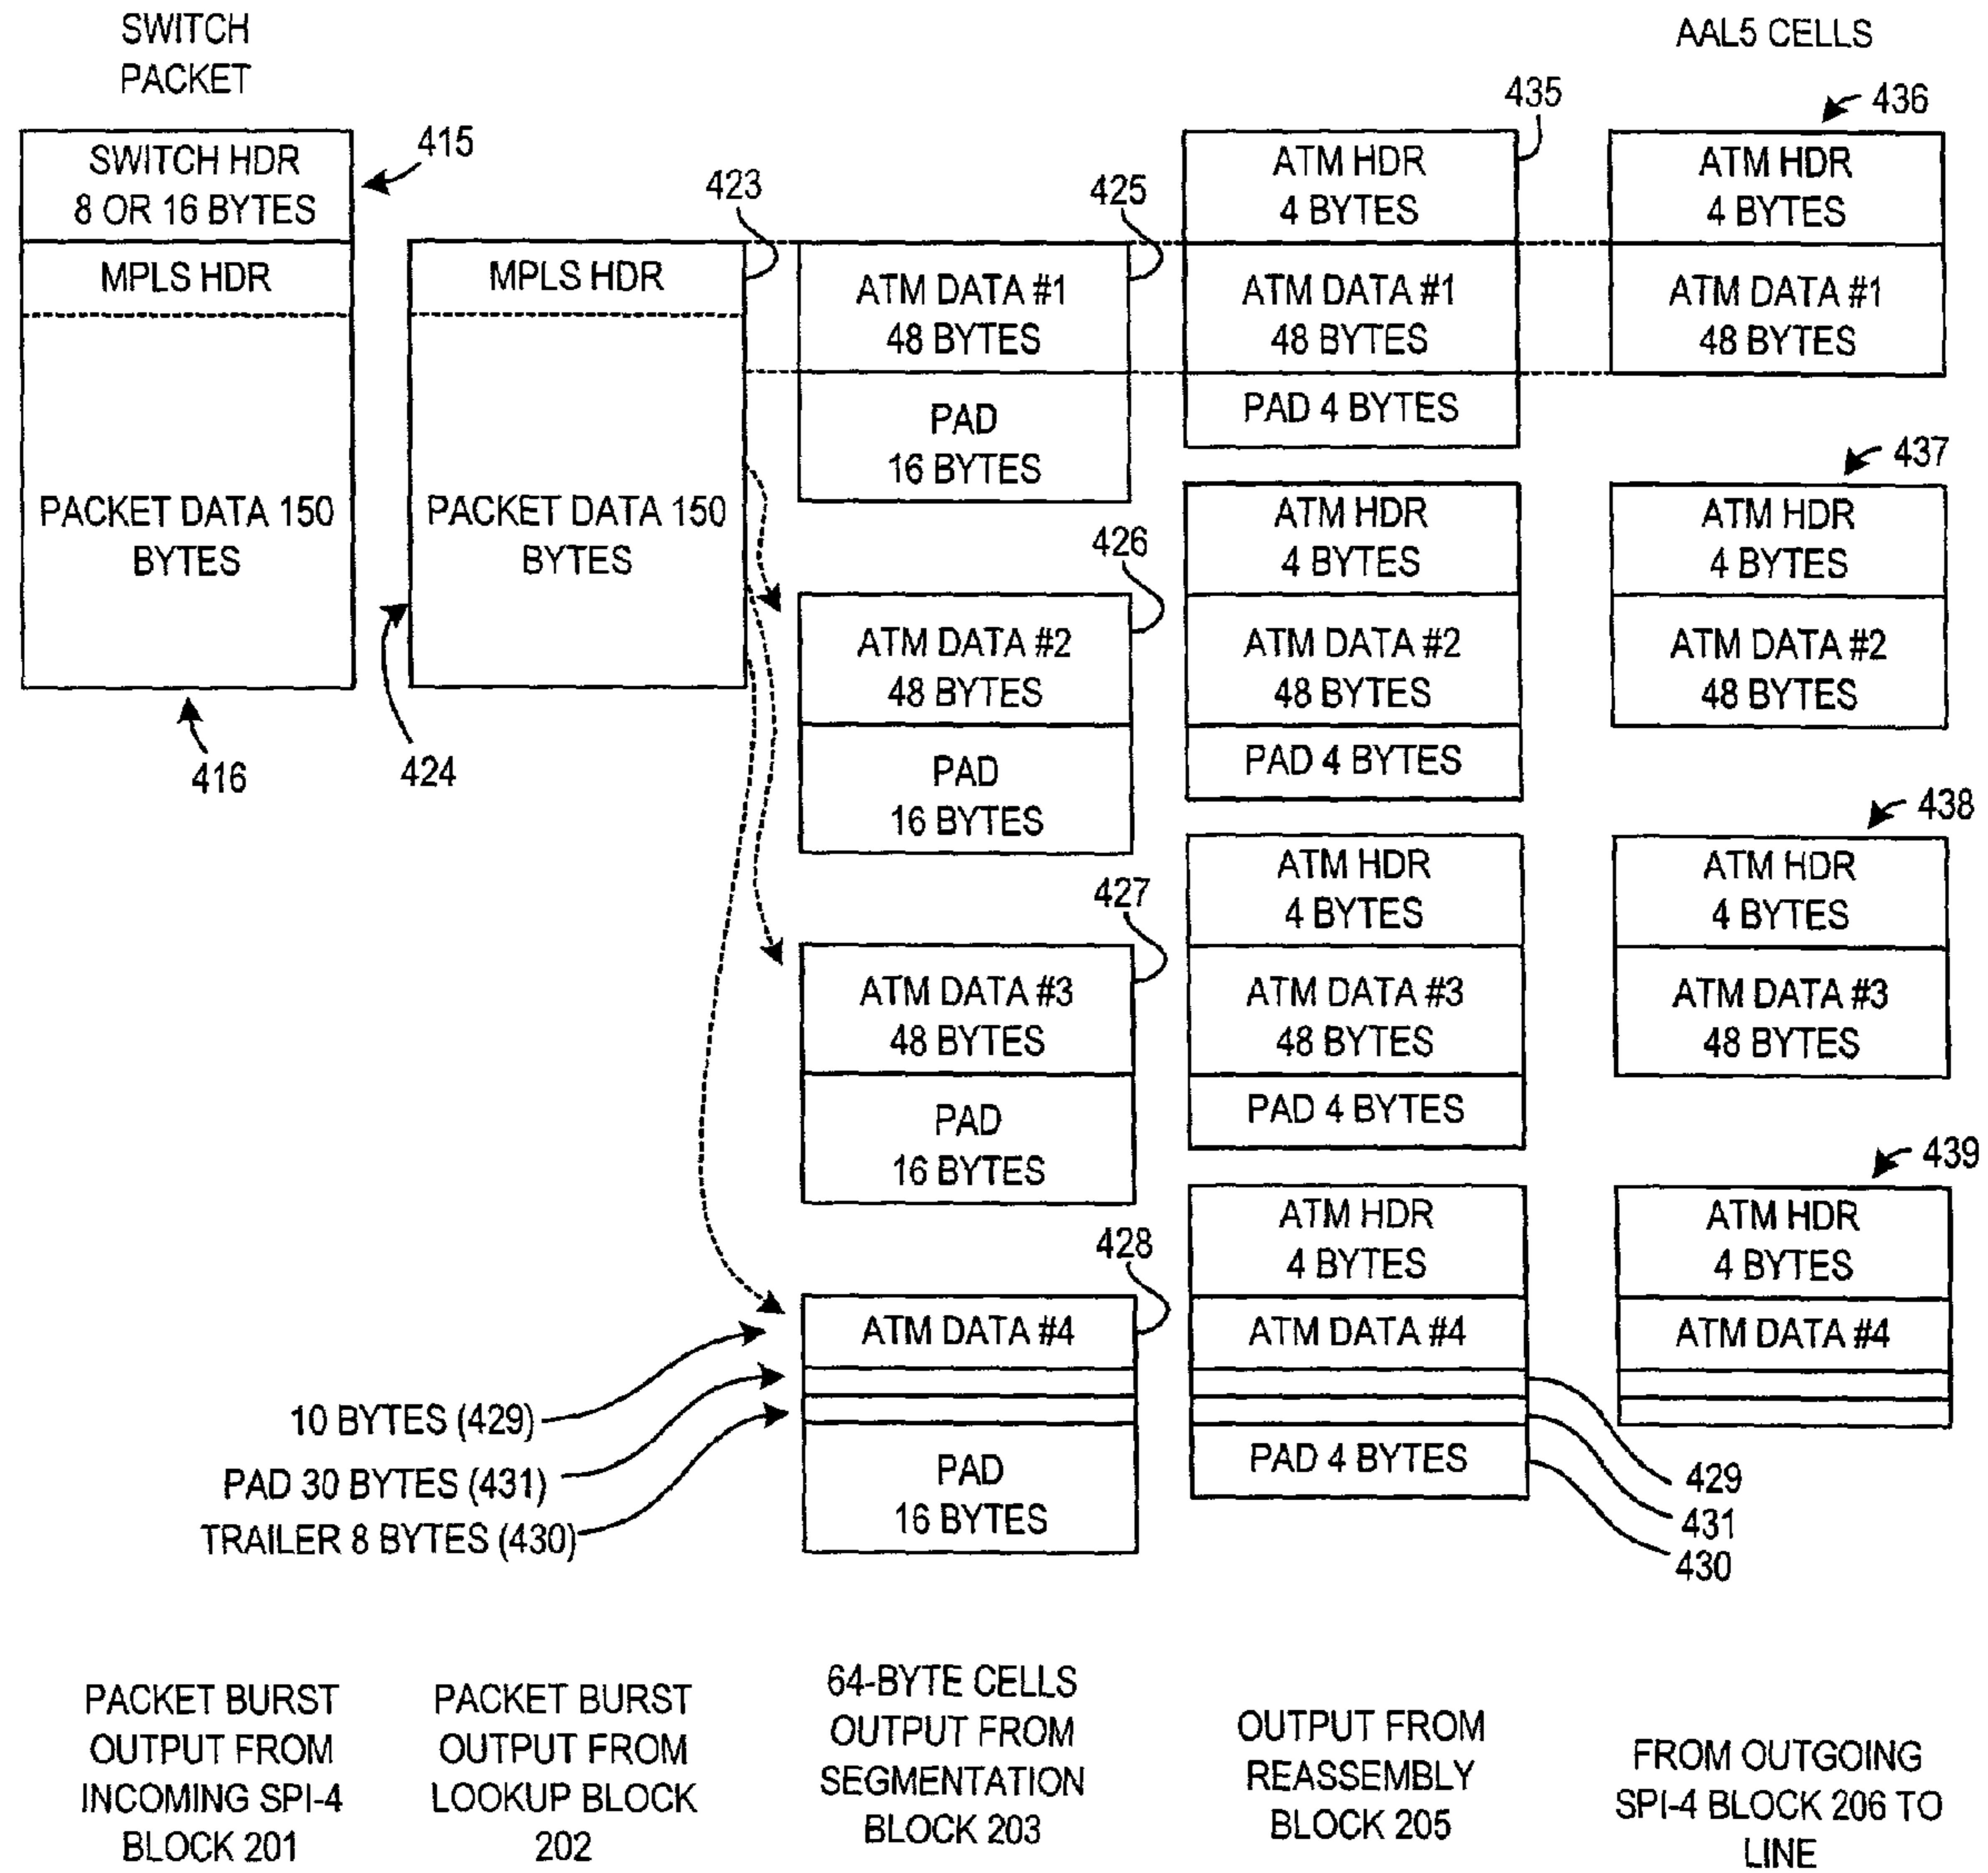 SWITCH
PACKET
AAL5 CELLS
SWITCH HDR
8 OR 16 BYTES
MPLS HDR
PACKET DATA 150
BYTES
415
416
MPLS HDR
PACKET DATA 150
BYTES
423
424
ATM DATA #1
48 BYTES
PAD
16 BYTES
425
ATM DATA #2
48 BYTES
PAD
16 BYTES
426
ATM DATA #3
48 BYTES
PAD
16 BYTES
427
ATM DATA #4
PAD
16 BYTES
428
10 BYTES (429)
PAD 30 BYTES (431)
TRAILER 8 BYTES (430)
ATM HDR
4 BYTES
ATM DATA #1
48 BYTES
PAD 4 BYTES
435
ATM HDR
4 BYTES
ATM DATA #2
48 BYTES
PAD 4 BYTES
ATM HDR
4 BYTES
ATM DATA #3
48 BYTES
PAD 4 BYTES
ATM HDR
4 BYTES
ATM DATA #4
PAD 4 BYTES
429
431
430
436
ATM HDR
4 BYTES
ATM DATA #1
48 BYTES
437
ATM HDR
4 BYTES
ATM DATA #2
48 BYTES
438
ATM HDR
4 BYTES
ATM DATA #3
48 BYTES
439
ATM HDR
4 BYTES
ATM DATA #4
PACKET BURST
OUTPUT FROM
INCOMING SPI-4
BLOCK 201
PACKET BURST
OUTPUT FROM
LOOKUP BLOCK
202
64-BYTE CELLS
OUTPUT FROM
SEGMENTATION
BLOCK 203
OUTPUT FROM
REASSEMBLY
BLOCK 205
FROM OUTGOING
SPI-4 BLOCK 206 TO
LINE